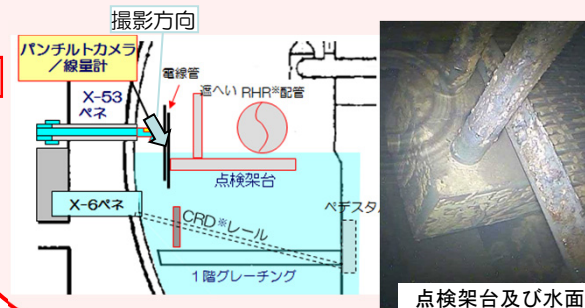 撮影方向
パンチルトカメラ
／線量計
電線管
X-53
ペネ
遮へい
RHR※配管
点検架台
X-6ペネ
CRD※レール
ペデスタル
1階グレーチング
点検架台及び水面